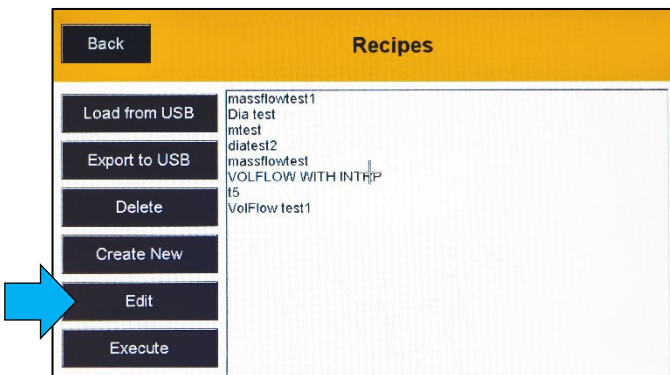 Back
Recipes
Load from USB
Export to USB
Delete
Create New
Edit
Execute
massflowtest1
Dia test
mtest
diatest2
massflowtest
VOLFLOW WITH INTRP
t5
VolFlow test1